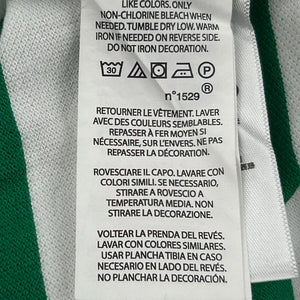 LIKE COLORS. ONLY
NON-CHLORINE BLEACH WHEN
NEEDED. TUMBLE DRY LOW. WARM
IRON IF NEEDED ON REVERSE SIDE.
DO NOT IRON DECORATION.
30
n°1529 ®
RETOURNER LE VÊTEMENT. LAVER
AVEC DES COULEURS SEMBLABLES.
REPASSER À FER MOYEN SI
NÉCESSAIRE, SUR L'ENVERS. NE PAS
REPASSER LA DÉCORATION.
ROVESCIARE IL CAPO. LAVARE CON
COLORI SIMILI. SE NECESSARIO,
STIRARE A ROVESCIO A
TEMPERATURA MEDIA. NON
STIRARE LA DECORAZIONE.
VOLTEAR LA PRENDA DEL REVÉS.
LAVAR CON COLORES SIMILARES.
USAR PLANCHA TIBIA EN CASO
NECESARIO EN EL LADO DEL REVÉS.
NO PLANCHAR LA DECORACIÓN.